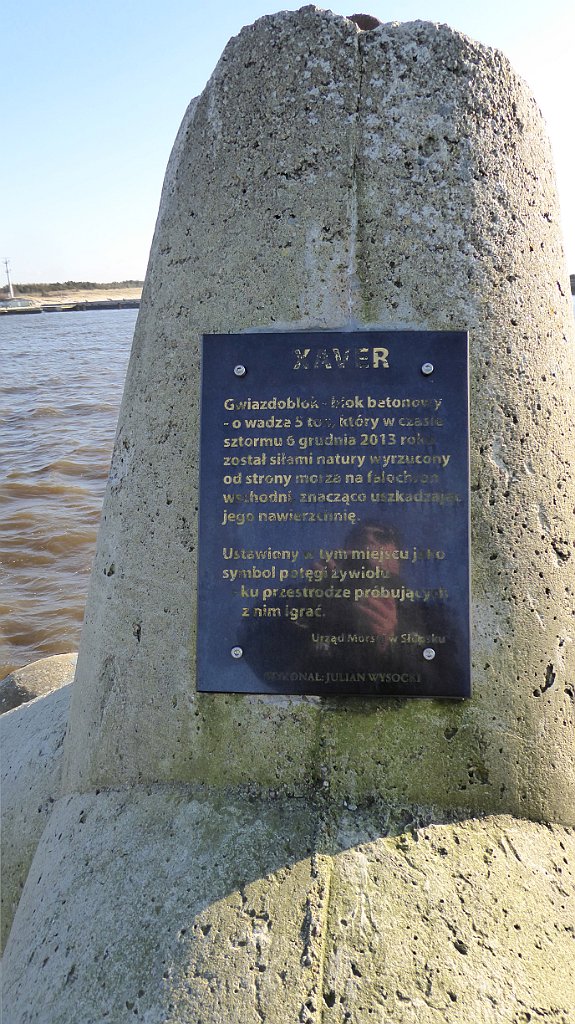 XAVER
Gwiazdoblok - blok betonowy
- o wadze 5 ton, który w czasie
sztormu 6 grudnia 2013 roku
został siłami natury wyrzucony
od strony morza na falochron
wschodni znacząco uszkadzając
jego nawierzchnię.
Ustawiony w tym miejscu jako
symbol potęgi żywiołu
ku przestrodze próbującym
z nim igrać.
Urząd Morski w Słupsku
WYKONAŁ: JULIAN WYSOCKI